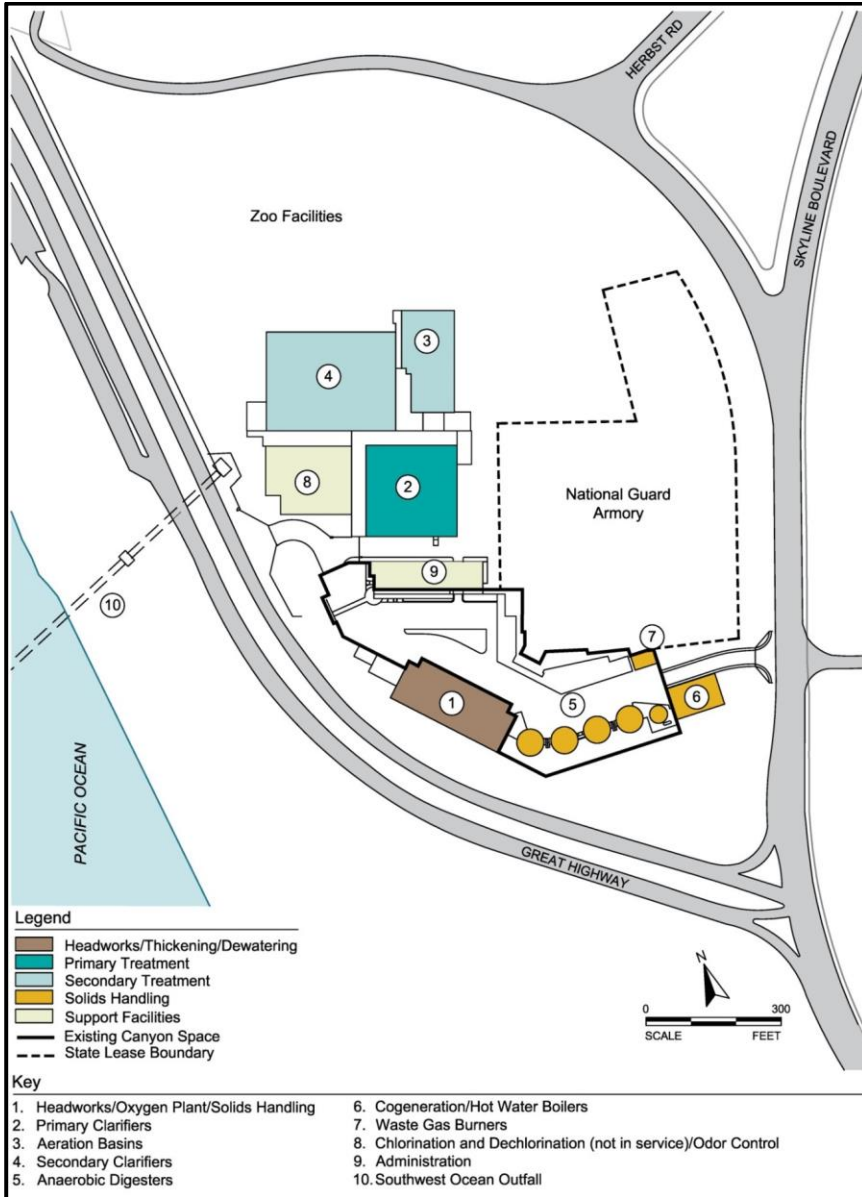 HERBST RD
SKYLINE BOULEVARD
Zoo Facilities
3
4
8
2
National Guard
Armory
9
10
7
6
5
1
PACIFIC OCEAN
GREAT HIGHWAY
Legend
Headworks/Thickening/Dewatering
Primary Treatment
Secondary Treatment
Solids Handling
Support Facilities
Existing Canyon Space
State Lease Boundary
N
0 300
SCALE FEET
Key
1. Headworks/Oxygen Plant/Solids Handling
2. Primary Clarifiers
3. Aeration Basins
4. Secondary Clarifiers
5. Anaerobic Digesters
6. Cogeneration/Hot Water Boilers
7. Waste Gas Burners
8. Chlorination and Dechlorination (not in service)/Odor Control
9. Administration
10. Southwest Ocean Outfall